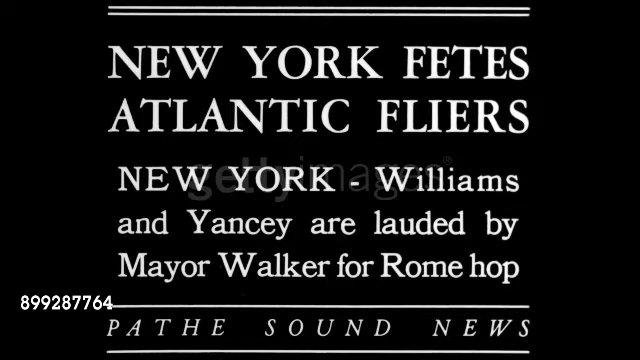 NEW YORK FETES
ATLANTIC FLIERS
gettyimages®
NEW YORK - Williams
and Yancey are lauded by
Mayor Walker for Rome hop
899287764
PATHE SOUND NEWS